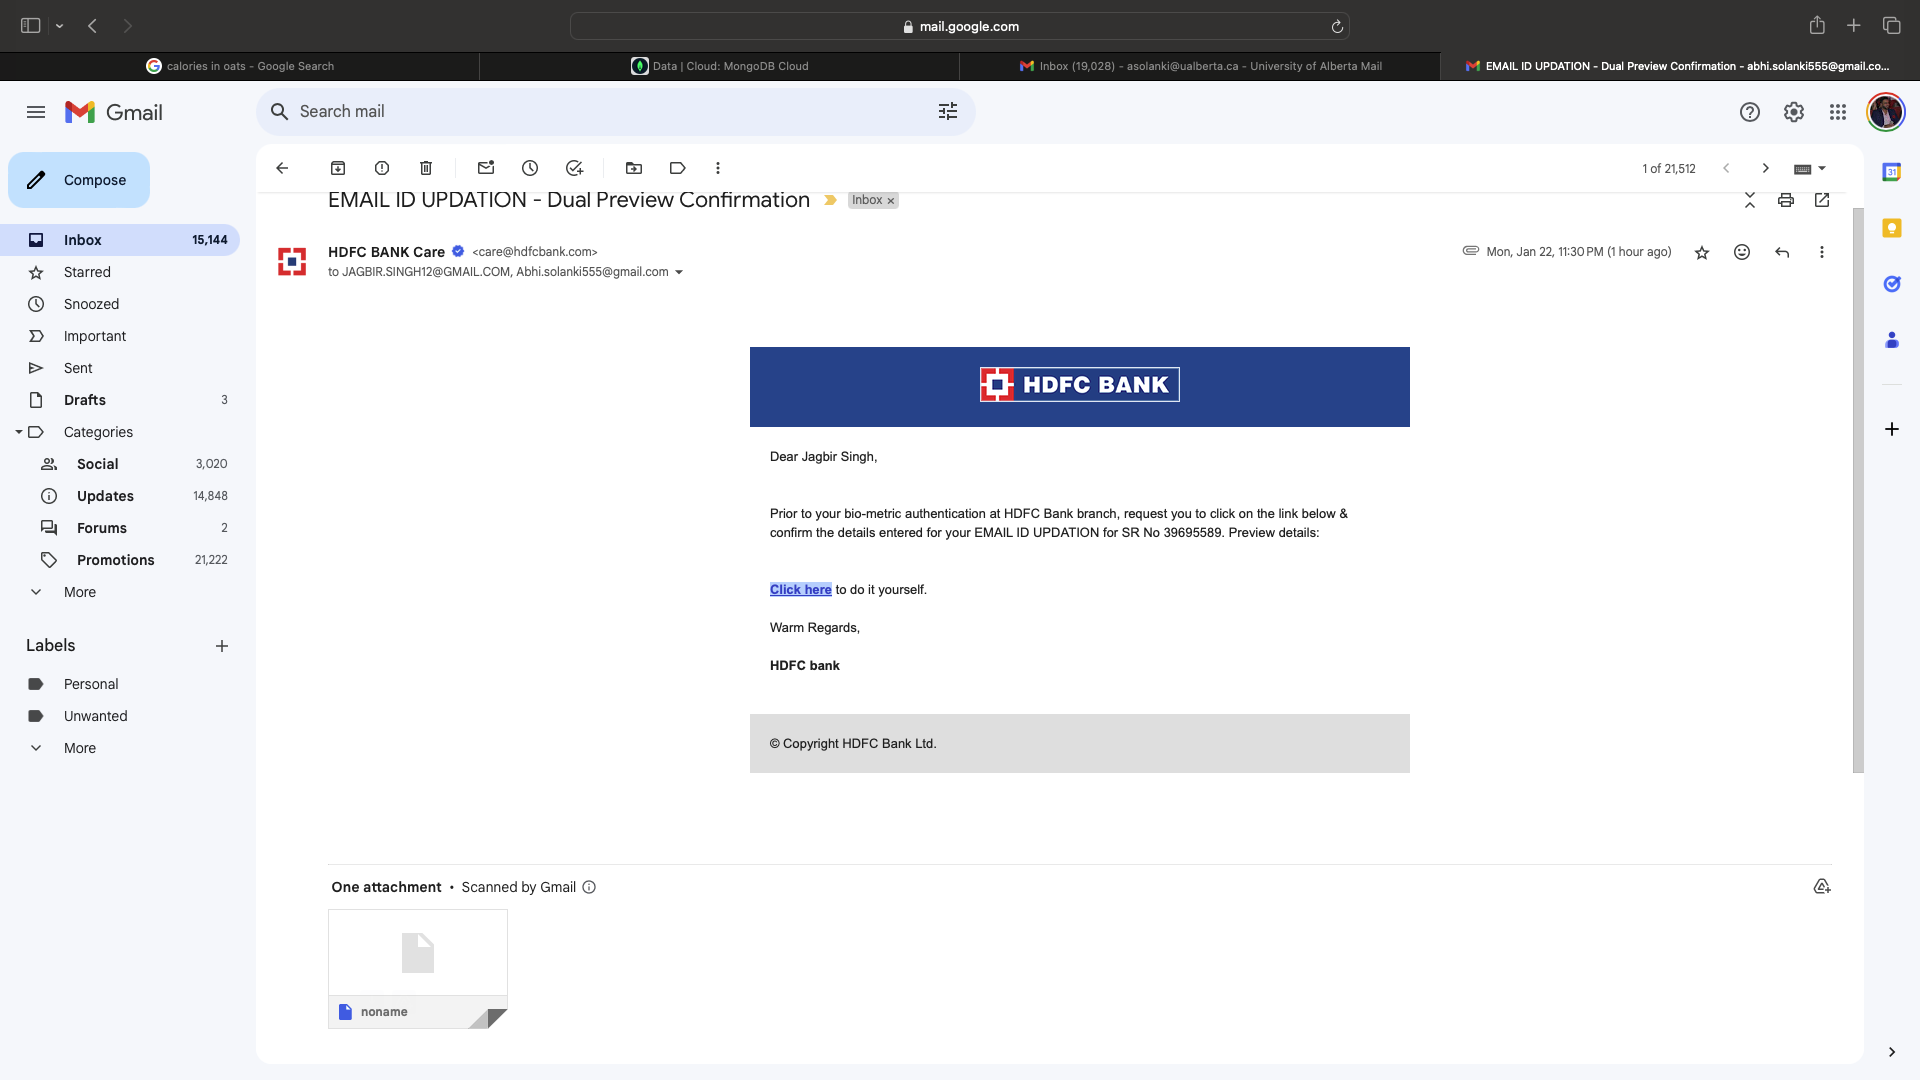 mail.google.com
calories in oats - Google Search
Data | Cloud: MongoDB Cloud
Inbox (19,028) - asolanki@ualberta.ca - University of Alberta Mail
EMAIL ID UPDATION - Dual Preview Confirmation - abhi.solanki555@gmail.co...
Gmail
Search mail
Compose
1 of 21,512
EMAIL ID UPDATION - Dual Preview Confirmation
Inbox ×
Inbox 15,144
Starred
Snoozed
Important
Sent
Drafts 3
Categories
Social 3,020
Updates 14,848
Forums 2
Promotions 21,222
More
Labels
Personal
Unwanted
More
HDFC BANK Care <care@hdfcbank.com>
Mon, Jan 22, 11:30 PM (1 hour ago)
to JAGBIR.SINGH12@GMAIL.COM, Abhi.solanki555@gmail.com
HDFC BANK
Dear Jagbir Singh,
Prior to your bio-metric authentication at HDFC Bank branch, request you to click on the link below &
confirm the details entered for your EMAIL ID UPDATION for SR No 39695589. Preview details:
Click here to do it yourself.
Warm Regards,
HDFC bank
© Copyright HDFC Bank Ltd.
One attachment • Scanned by Gmail
noname
31